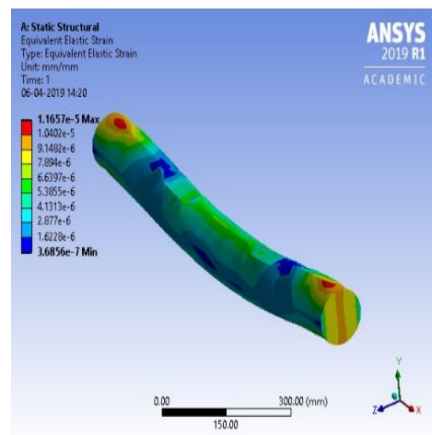 A: Static Structural
Equivalent Elastic Strain
Type: Equivalent Elastic Strain
Unit: mm/mm
Time: 1
06-04-2019 14:20
ANSYS
2019 R1
ACADEMIC
1.1657e-5 Max
1.0402e-5
9.1482e-6
7.894e-6
6.6397e-6
5.3855e-6
4.1313e-6
2.877e-6
1.6228e-6
3.6856e-7 Min
0.00
300.00 (mm)
150.00
Y
Z
X